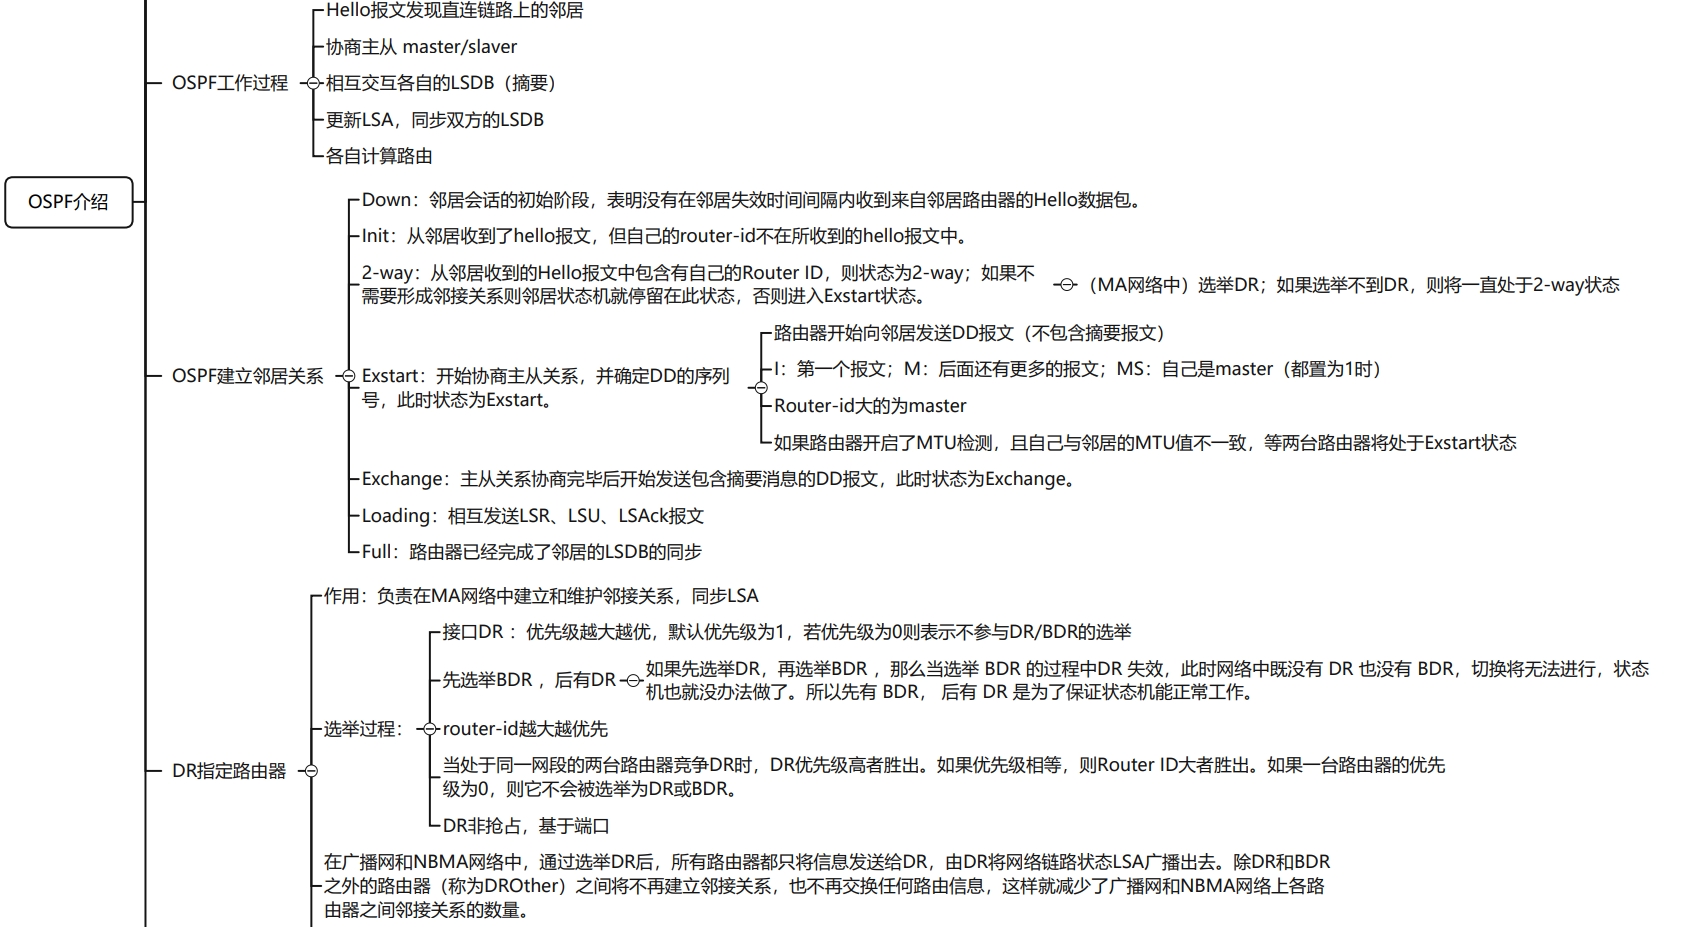 Hello报文发现直连链路上的邻居
协商主从 master/slaver
OSPF工作过程
相互交互各自的LSDB（摘要）
更新LSA，同步双方的LSDB
各自计算路由
OSPF介绍
Down：邻居会话的初始阶段，表明没有在邻居失效时间间隔内收到来自邻居路由器的Hello数据包。
Init：从邻居收到了hello报文，但自己的router-id不在所收到的hello报文中。
2-way：从邻居收到的Hello报文中包含有自己的Router ID，则状态为2-way；如果不
需要形成邻接关系则邻居状态机就停留在此状态，否则进入Exstart状态。
（MA网络中）选举DR；如果选举不到DR，则将一直处于2-way状态
OSPF建立邻居关系
Exstart：开始协商主从关系，并确定DD的序列
号，此时状态为Exstart。
路由器开始向邻居发送DD报文（不包含摘要报文）
I：第一个报文；M：后面还有更多的报文；MS：自己是master（都置为1时）
Router-id大的为master
如果路由器开启了MTU检测，且自己与邻居的MTU值不一致，等两台路由器将处于Exstart状态
Exchange：主从关系协商完毕后开始发送包含摘要消息的DD报文，此时状态为Exchange。
Loading：相互发送LSR、LSU、LSAck报文
Full：路由器已经完成了邻居的LSDB的同步
作用：负责在MA网络中建立和维护邻接关系，同步LSA
接口DR ：优先级越大越优，默认优先级为1，若优先级为0则表示不参与DR/BDR的选举
先选举BDR ，后有DR
如果先选举DR，再选举BDR ，那么当选举 BDR 的过程中DR 失效，此时网络中既没有 DR 也没有 BDR，切换将无法进行，状态
机也就没办法做了。所以先有 BDR， 后有 DR 是为了保证状态机能正常工作。
选举过程：
router-id越大越优先
当处于同一网段的两台路由器竞争DR时，DR优先级高者胜出。如果优先级相等，则Router ID大者胜出。如果一台路由器的优先
级为0，则它不会被选举为DR或BDR。
DR非抢占，基于端口
DR指定路由器
在广播网和NBMA网络中，通过选举DR后，所有路由器都只将信息发送给DR，由DR将网络链路状态LSA广播出去。除DR和BDR
之外的路由器（称为DROther）之间将不再建立邻接关系，也不再交换任何路由信息，这样就减少了广播网和NBMA网络上各路
由器之间邻接关系的数量。